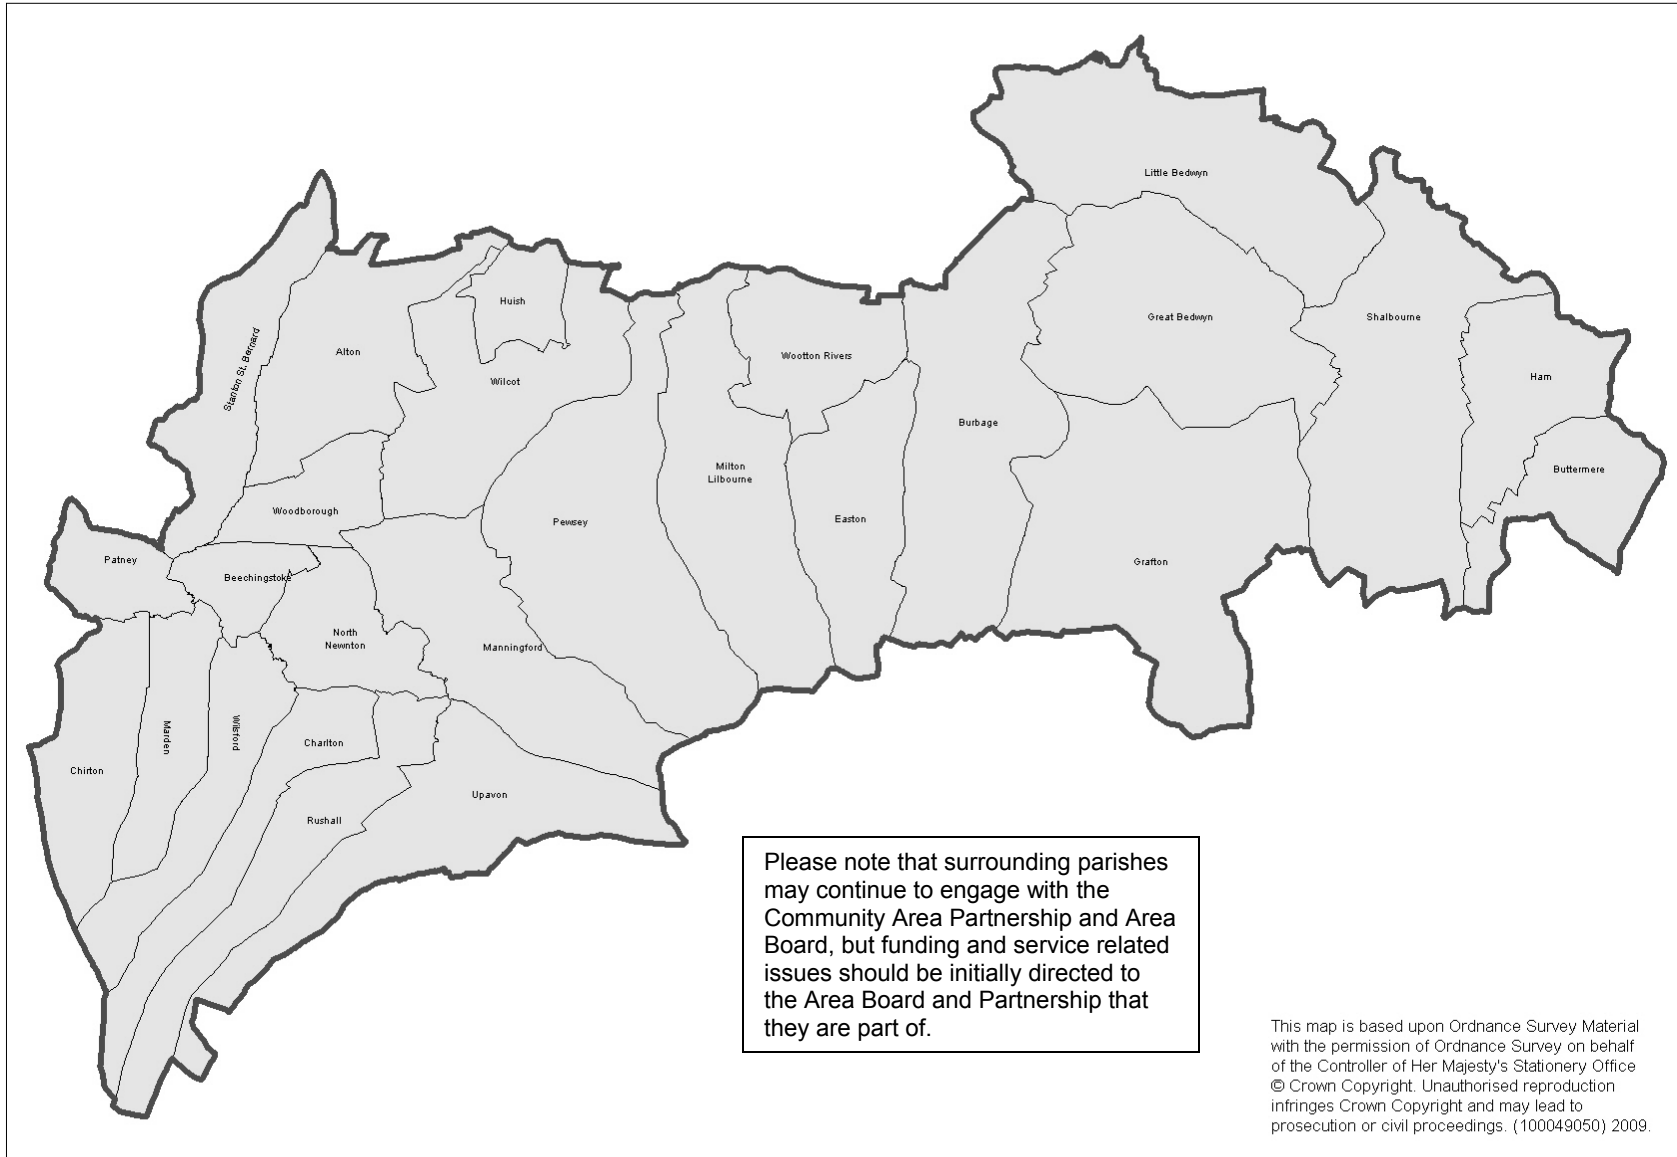 Little Bedwyn
Huish
Great Bedwyn
Shalbourne
Stanton St. Bernard
Alton
Wootton Rivers
Wilcot
Ham
Burbage
Milton
Lilbourne
Buttermere
Woodborough
Pewsey
Easton
Patney
Grafton
Beechingstoke
North
Newnton
Manningford
Marden
Wilsford
Charlton
Chirton
Upavon
Rushall
Please note that surrounding parishes
may continue to engage with the
Community Area Partnership and Area
Board, but funding and service related
issues should be initially directed to
the Area Board and Partnership that
they are part of.
This map is based upon Ordnance Survey Material
with the permission of Ordnance Survey on behalf
of the Controller of Her Majesty's Stationery Office
© Crown Copyright. Unauthorised reproduction
infringes Crown Copyright and may lead to
prosecution or civil proceedings. (100049050) 2009.